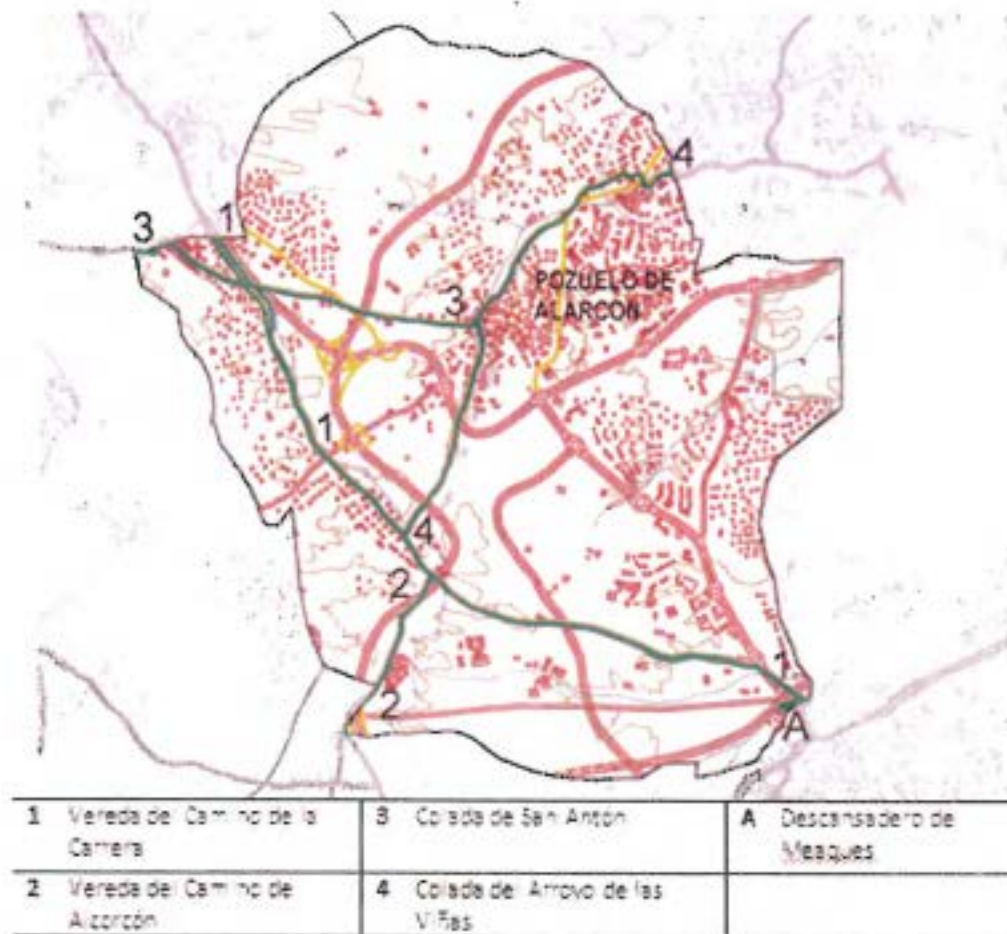 4
1
3
POZUELO DE
ALARCON
3
1
4
2
1
2
A
1 Vereda del Camino de la
Carrera
3 Colada de San Antón
A Descansadero de
Meaques
2 Vereda del Camino de
Alcorcón
4 Colada del Arroyo de las
Viñas